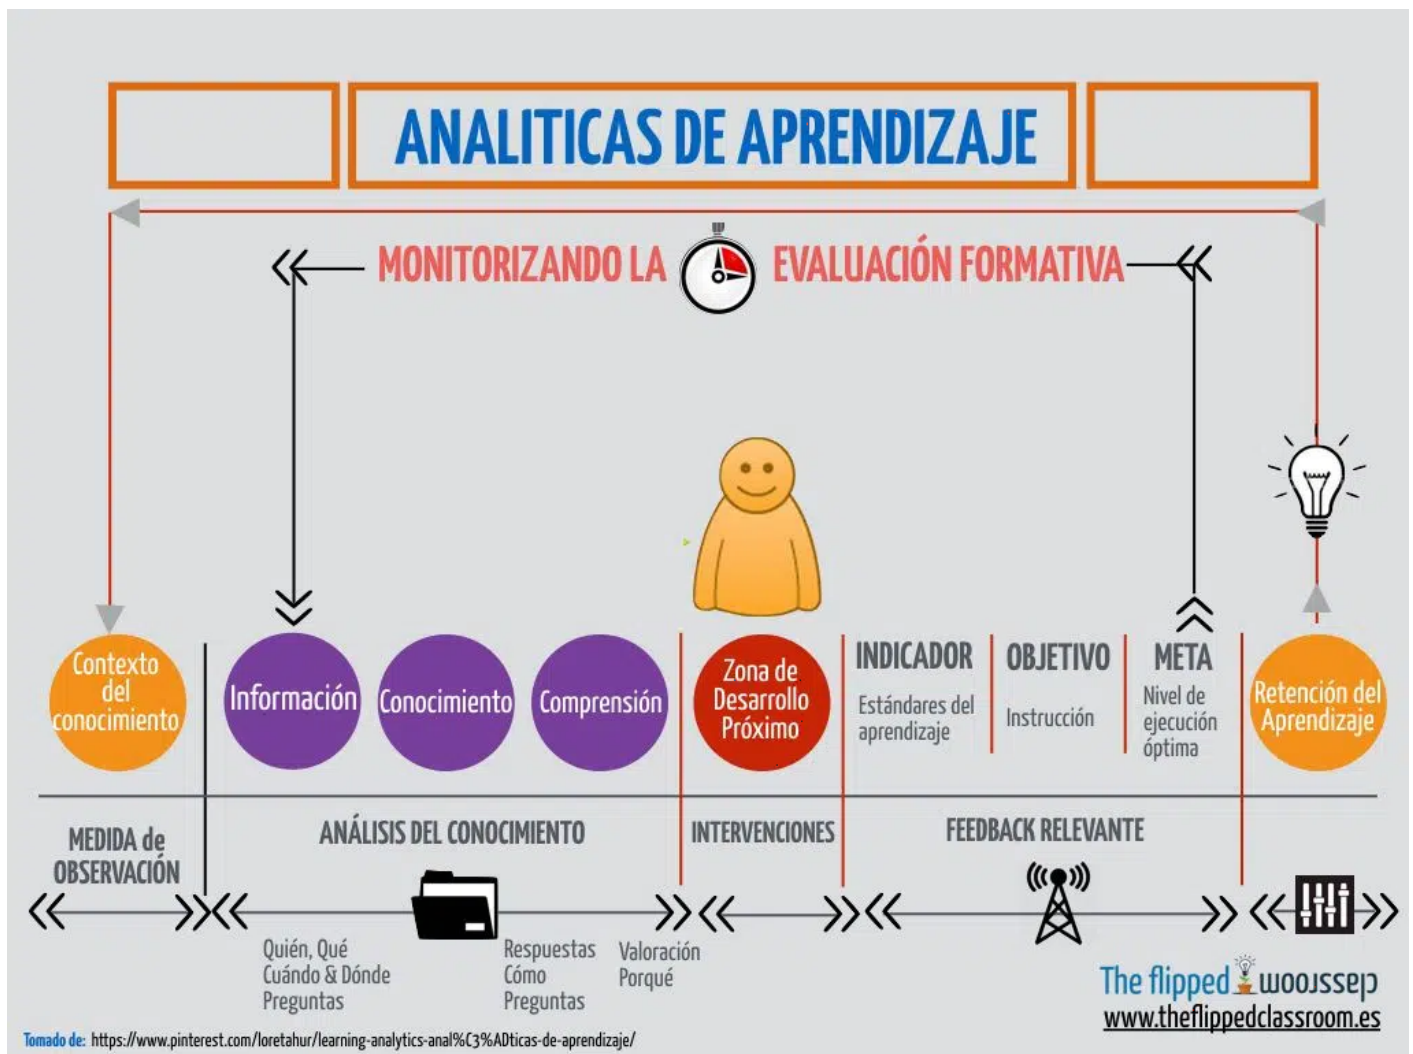 ANALITICAS DE APRENDIZAJE
MONITORIZANDO LA EVALUACIÓN FORMATIVA
Contexto
del
conocimiento
Información
Conocimiento
Comprensión
Zona de
Desarrollo
Próximo
INDICADOR
Estándares del
aprendizaje
OBJETIVO
Instrucción
META
Nivel de
ejecución
óptima
Retención del
Aprendizaje
MEDIDA de
OBSERVACIÓN
ANÁLISIS DEL CONOCIMIENTO
INTERVENCIONES
FEEDBACK RELEVANTE
Quién, Qué
Cuándo & Dónde
Preguntas
Respuestas
Cómo
Preguntas
Valoración
Porqué
The flipped classroom
www.theflippedclassroom.es
Tomado de: https://www.pinterest.com/loretahur/learning-analytics-anal%C3%ADticas-de-aprendizaje/